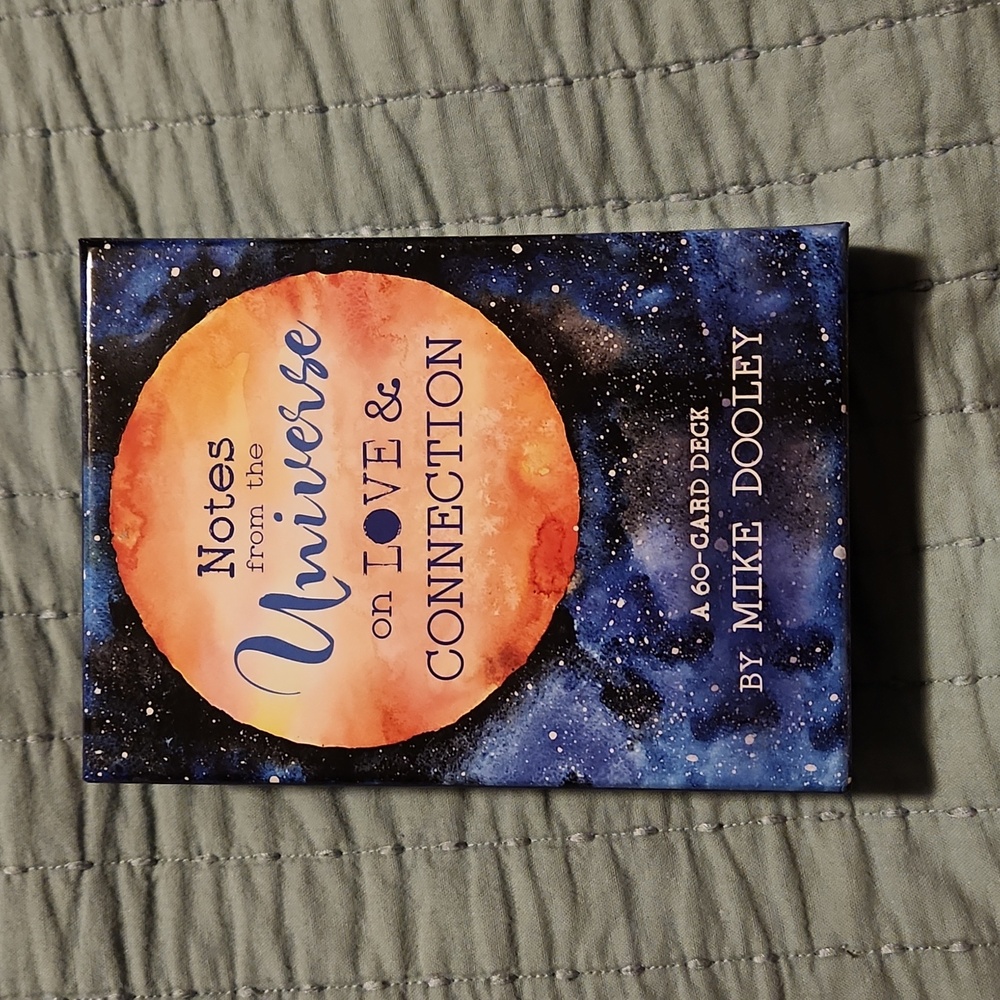 Notes
from the
Universe
on LOVE &
CONNECTION
A 60-CARD DECK
BY MIKE DOOLEY